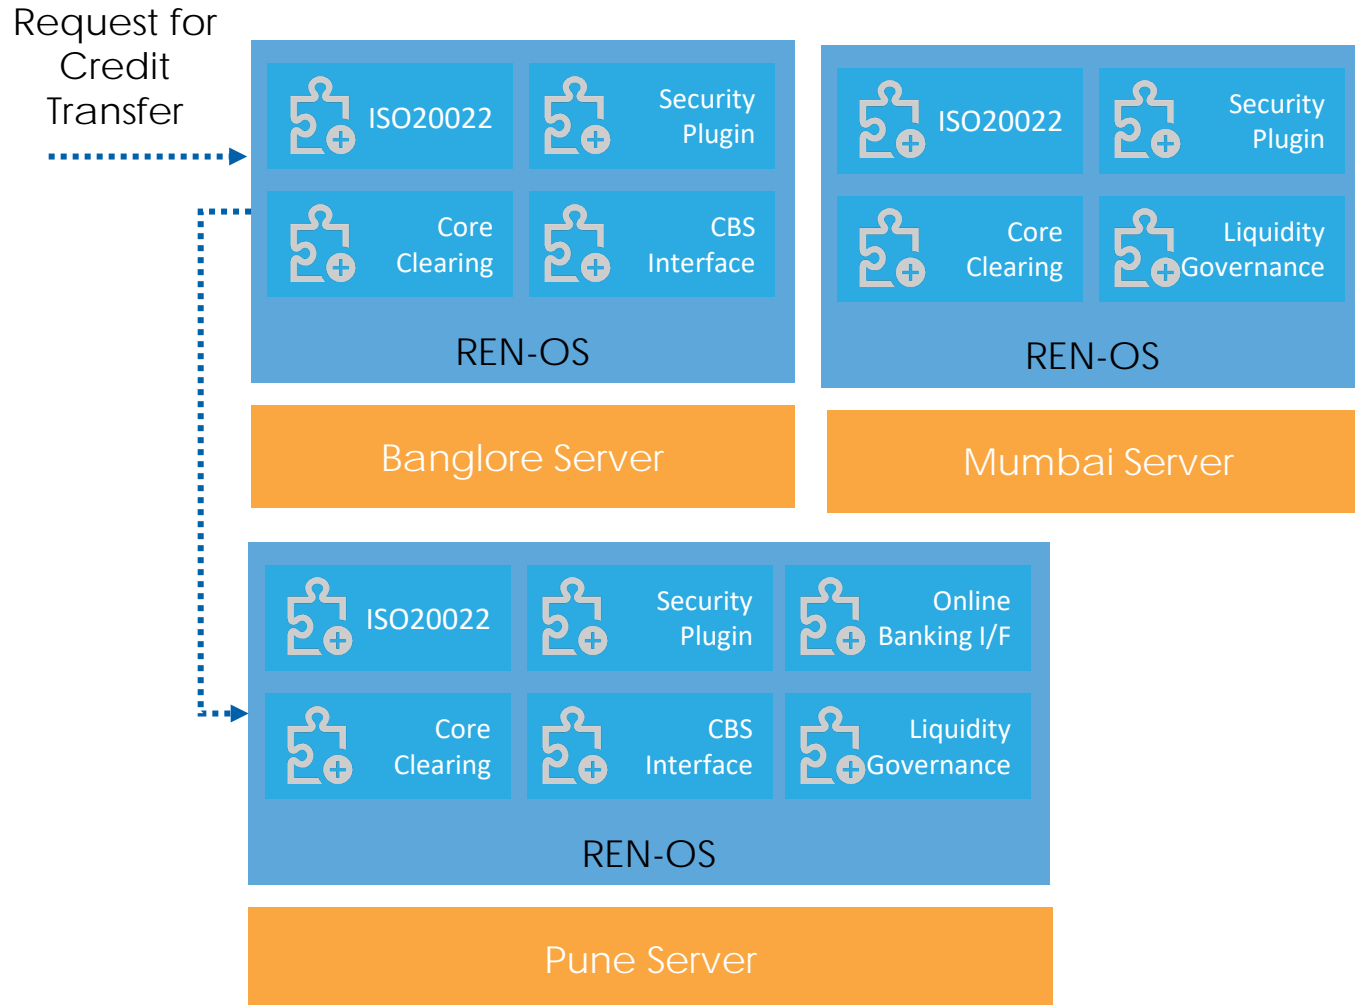 Request for
Credit
Transfer
ISO20022
Security
Plugin
Core
Clearing
CBS
Interface
REN-OS
Banglore Server
ISO20022
Security
Plugin
Core
Clearing
Liquidity
Governance
REN-OS
Mumbai Server
ISO20022
Security
Plugin
Online
Banking I/F
Core
Clearing
CBS
Interface
Liquidity
Governance
REN-OS
Pune Server